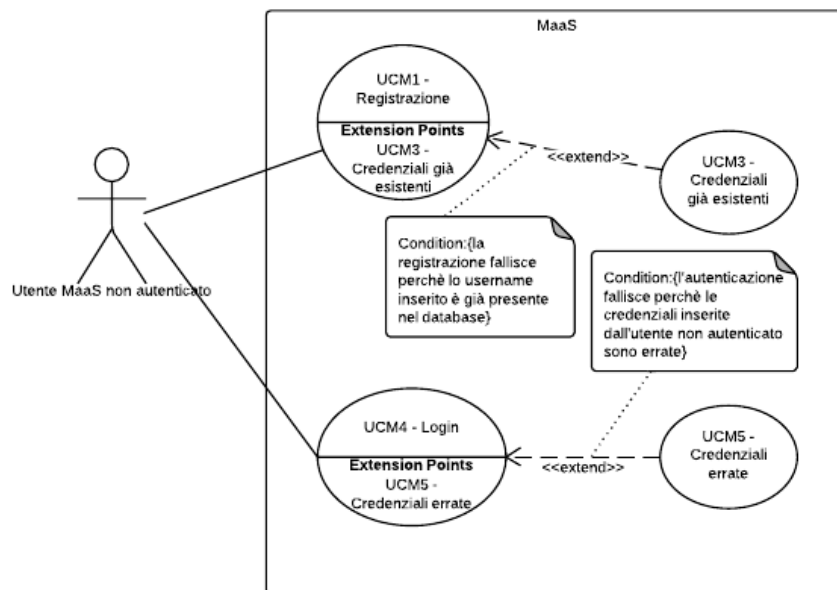 MaaS
UCM1 -
Registrazione
Extension Points
UCM3 -
Credenziali già
esistenti
<<extend>>
UCM3 -
Credenziali
già esistenti
Utente MaaS non autenticato
Condition:{la
registrazione fallisce
perchè lo username
inserito è già presente
nel database}
Condition:{l'autenticazione
fallisce perchè le
credenziali inserite
dall'utente non autenticato
sono errate}
UCM4 - Login
Extension Points
UCM5 -
Credenziali errate
<<extend>>
UCM5 -
Credenziali
errate